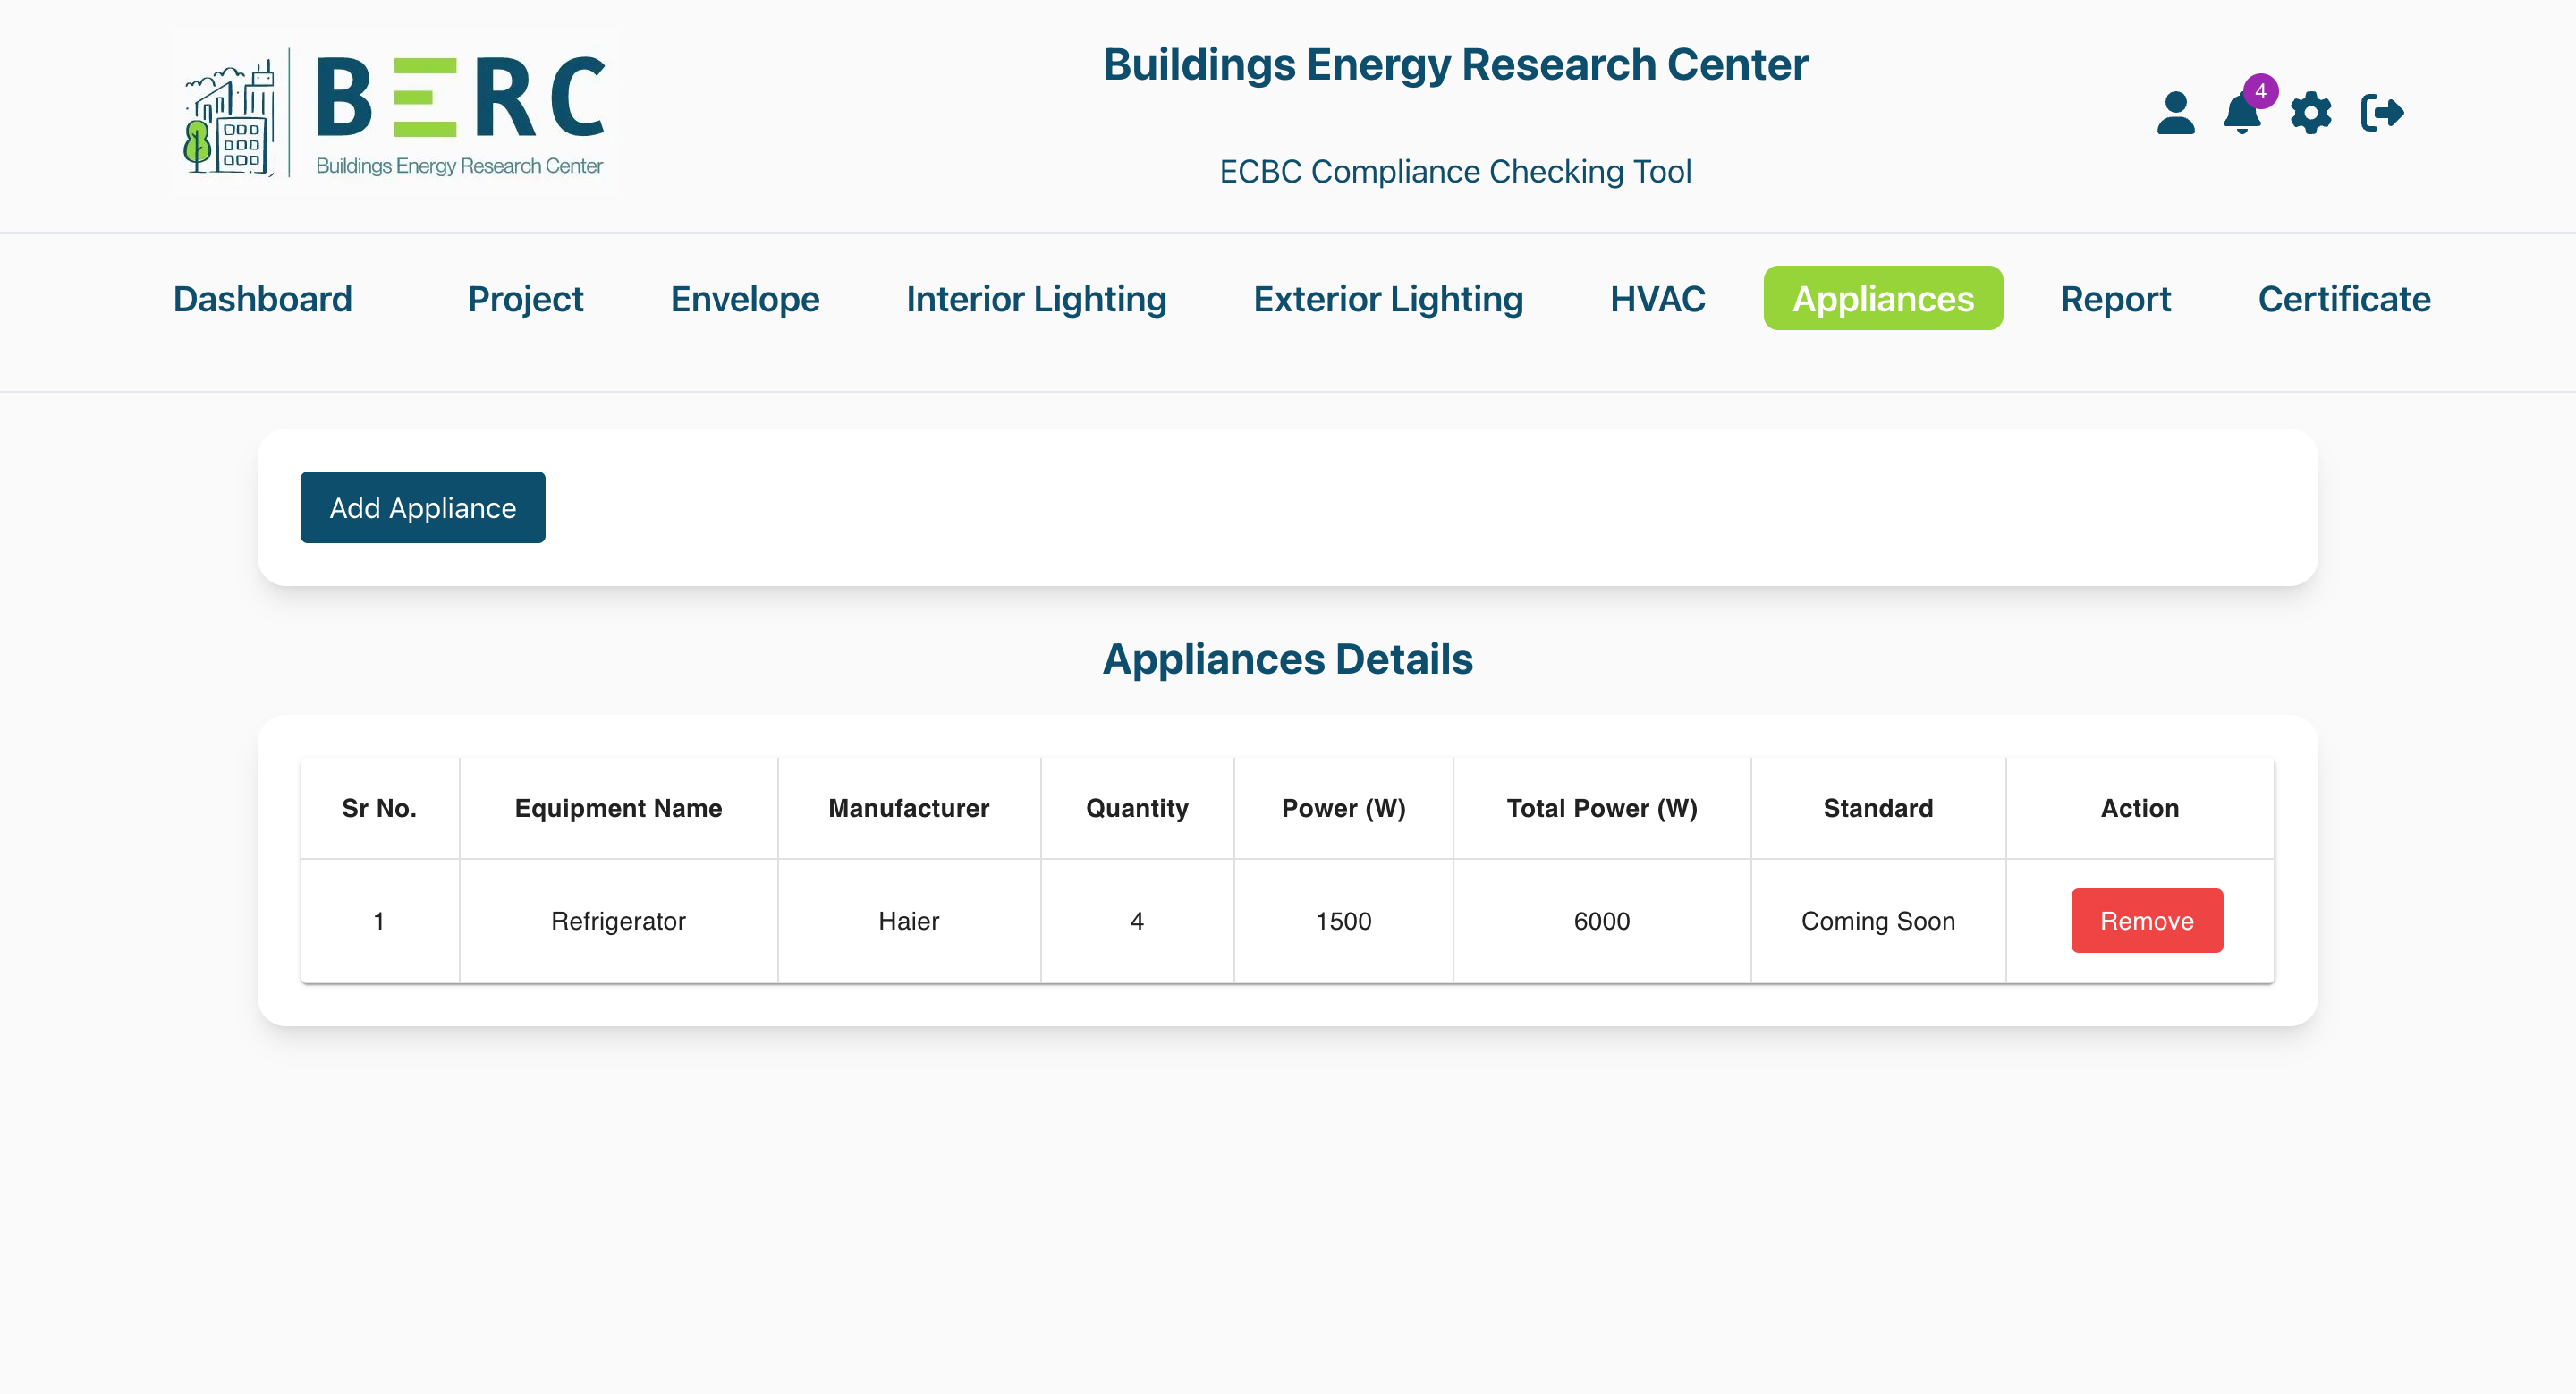 BERC
Buildings Energy Research Center
Buildings Energy Research Center
ECBC Compliance Checking Tool
4
Dashboard Project Envelope Interior Lighting Exterior Lighting HVAC Appliances Report Certificate
Add Appliance
Appliances Details
Sr No. Equipment Name Manufacturer Quantity Power (W) Total Power (W) Standard Action
1 Refrigerator Haier 4 1500 6000 Coming Soon Remove